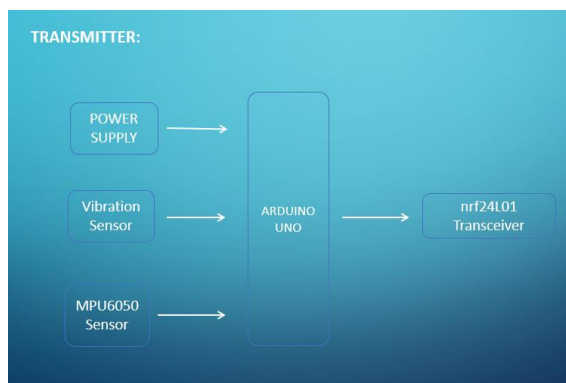 TRANSMITTER:
POWER
SUPPLY
Vibration
Sensor
MPU6050
Sensor
ARDUINO
UNO
nrf24L01
Transceiver